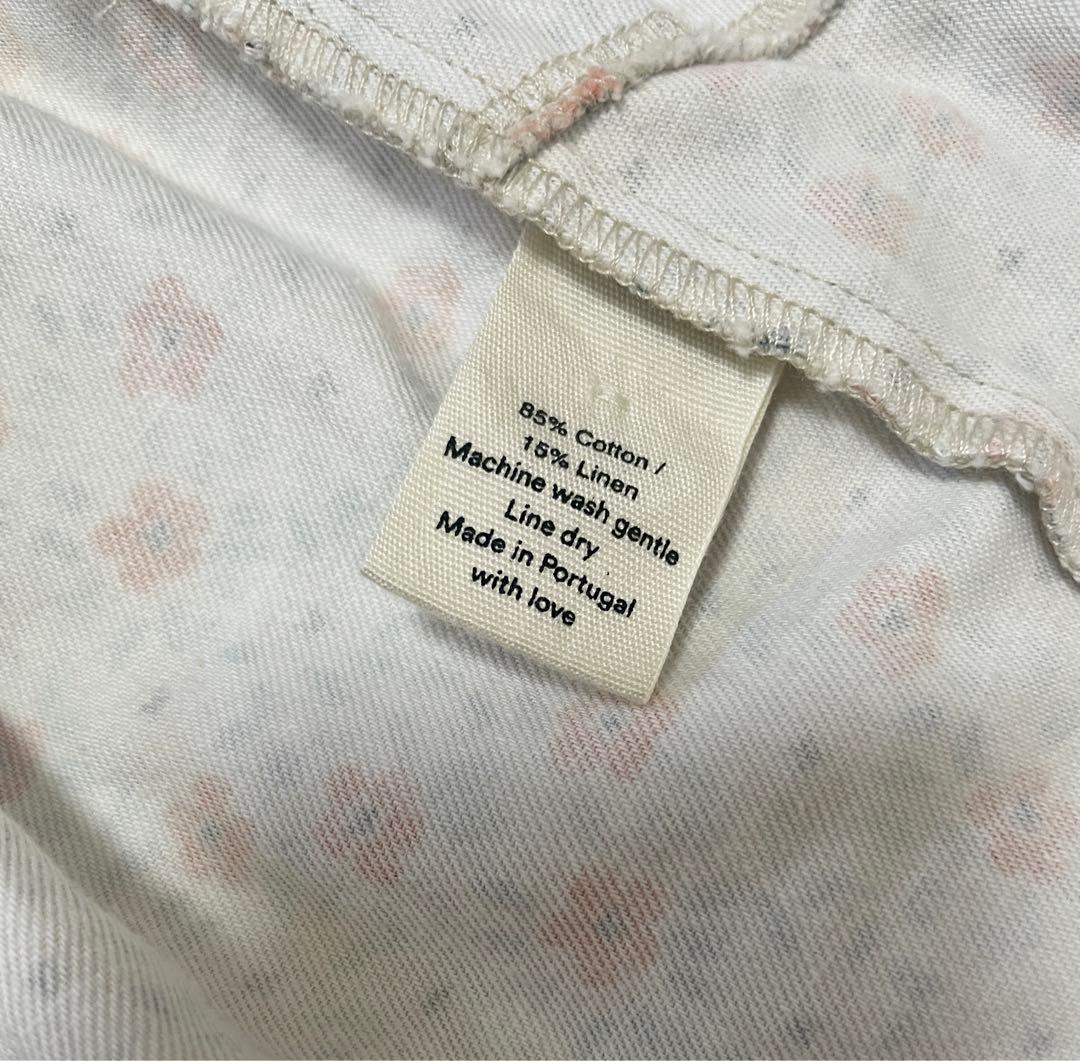 85% Cotton /
15% Linen
Machine wash gentle
Line dry
Made in Portugal
with love